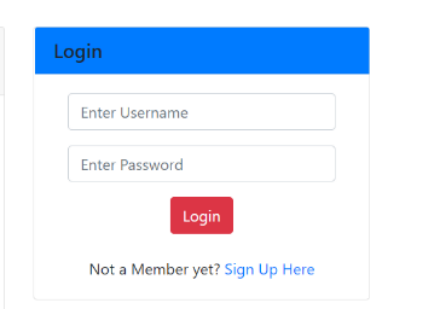 Login
Enter Username
Enter Password
Login
Not a Member yet? Sign Up Here